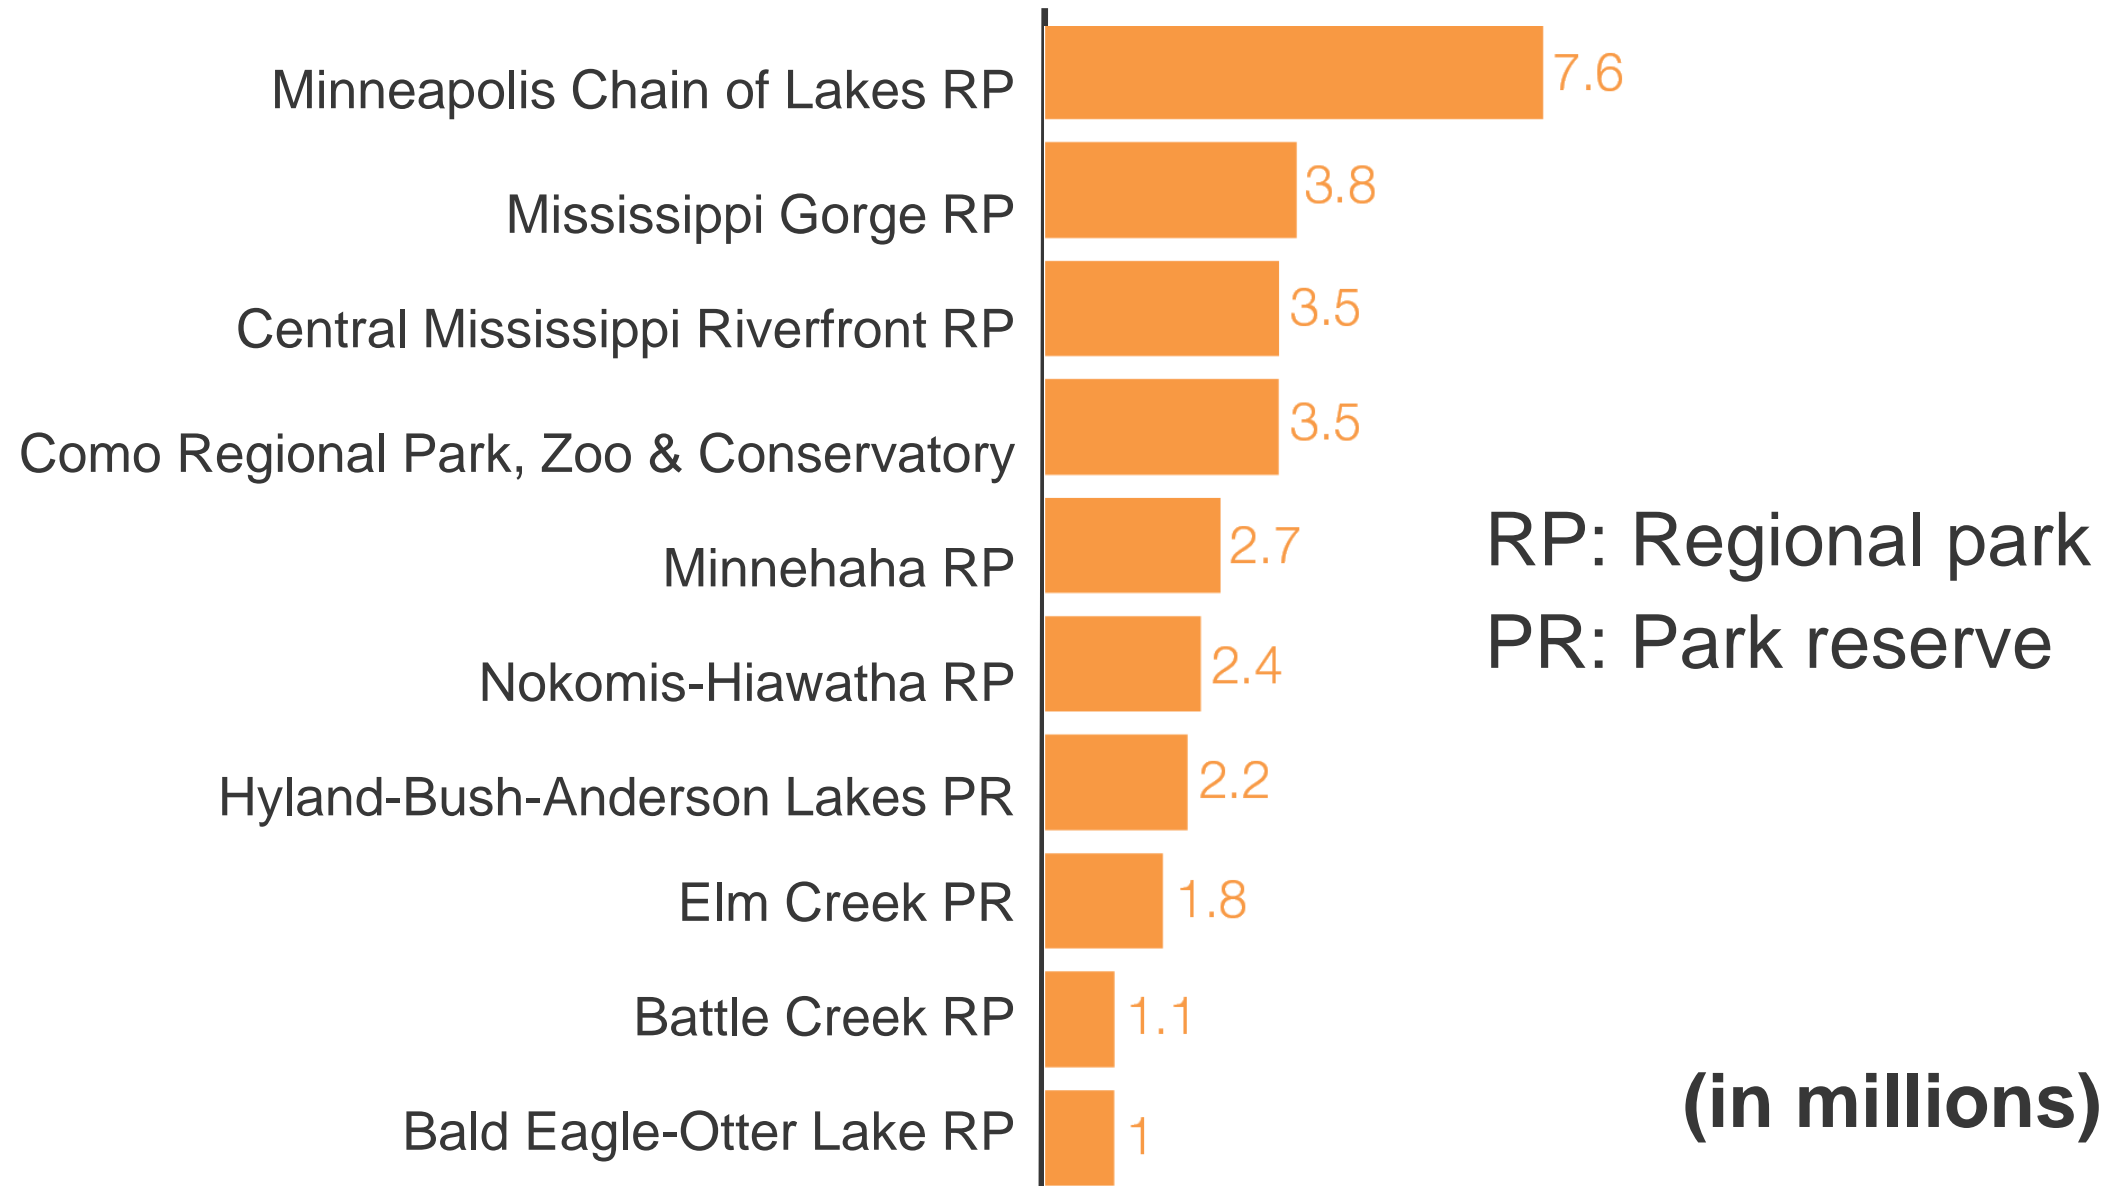 Minneapolis Chain of Lakes RP 7.6
Mississippi Gorge RP 3.8
Central Mississippi Riverfront RP 3.5
Como Regional Park, Zoo & Conservatory 3.5
Minnehaha RP 2.7
Nokomis-Hiawatha RP 2.4
Hyland-Bush-Anderson Lakes PR 2.2
Elm Creek PR 1.8
Battle Creek RP 1.1
Bald Eagle-Otter Lake RP 1
RP: Regional park
PR: Park reserve
(in millions)